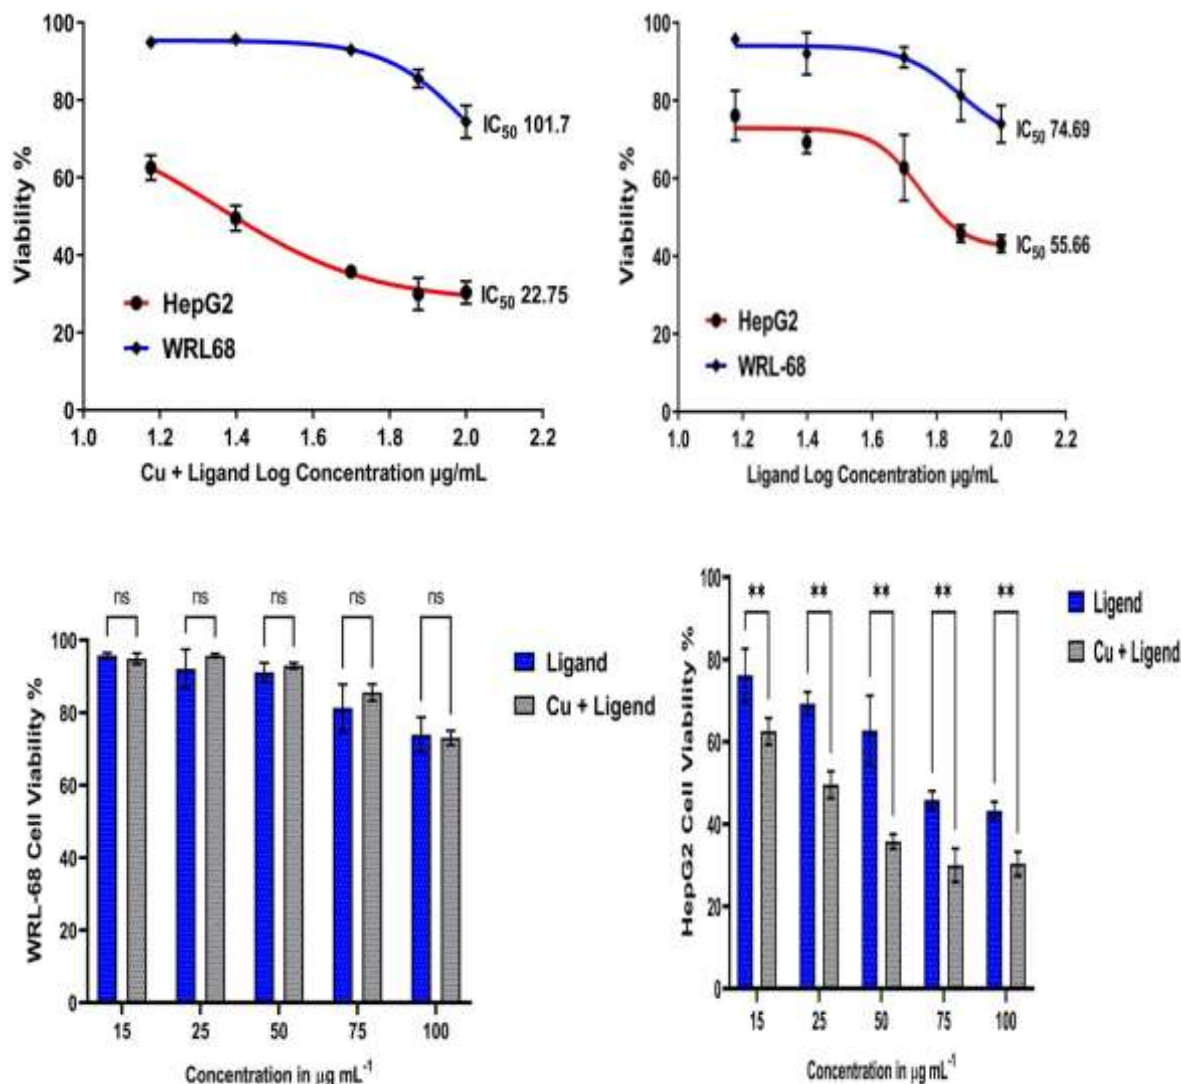 100
80
60
40
20
0
Viability %
IC50 101.7
IC50 22.75
HepG2
WRL68
1.0 1.2 1.4 1.6 1.8 2.0 2.2
Cu + Ligand Log Concentration µg/mL
100
80
60
40
20
0
Viability %
IC50 74.69
IC50 55.66
HepG2
WRL-68
1.0 1.2 1.4 1.6 1.8 2.0 2.2
Ligand Log Concentration µg/mL
ns ns ns ns ns
100
80
60
40
20
0
WRL-68 Cell Viability %
Ligand
Cu + Ligend
15 25 50 75 100
Concentration in µg mL-1
** ** ** ** **
100
80
60
40
20
0
HepG2 Cell Viability %
Ligend
Cu + Ligend
15 25 50 75 100
Concentration in µg mL-1